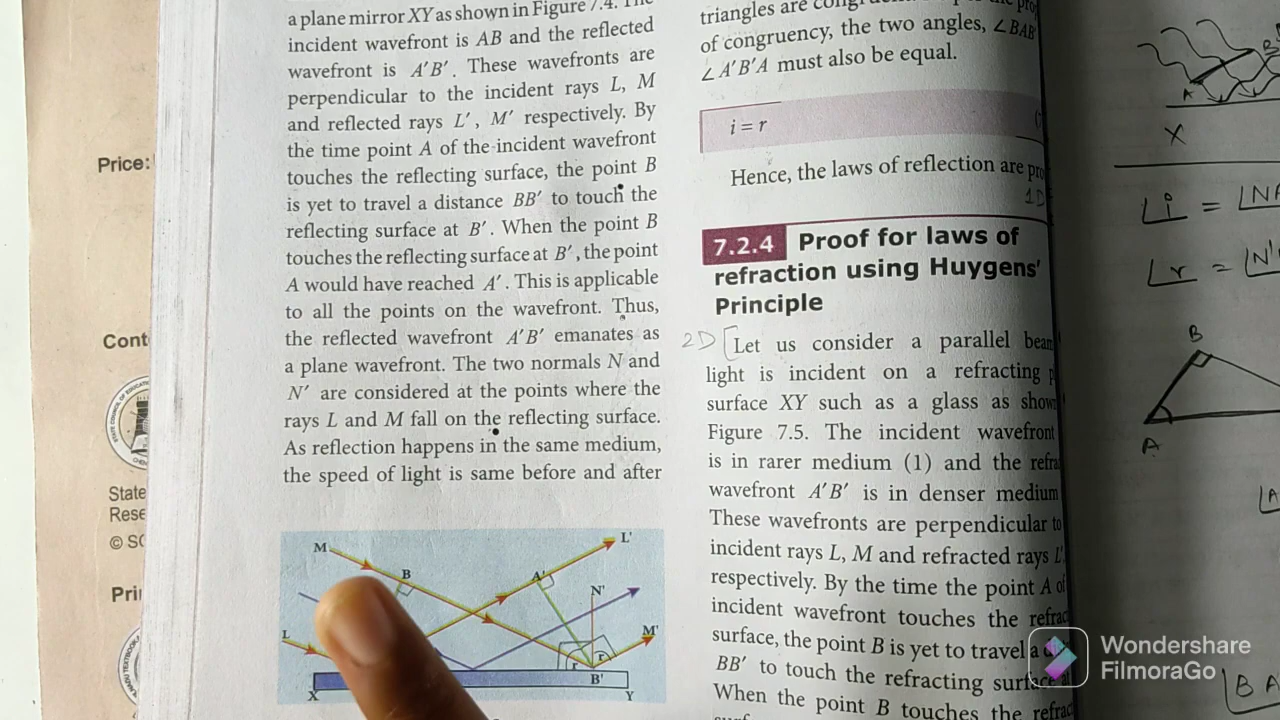 Price:
Cont
State
Rese
© SC
Pri
a plane mirror XY as shown in Figure 7.4. The
incident wavefront is AB and the reflected
wavefront is A′B′. These wavefronts are
perpendicular to the incident rays L, M
and reflected rays L′, M′ respectively. By
the time point A of the incident wavefront
touches the reflecting surface, the point B
is yet to travel a distance BB′ to touch the
reflecting surface at B′. When the point B
touches the reflecting surface at B′, the point
A would have reached A′. This is applicable
to all the points on the wavefront. Thus,
the reflected wavefront A′B′ emanates as
a plane wavefront. The two normals N and
N′ are considered at the points where the
rays L and M fall on the reflecting surface.
As reflection happens in the same medium,
the speed of light is same before and after
M B A′ L′
N′
L r M′
X B′ Y
triangles are
of congruency, the two angles, ∠BAB′
∠A′B′A must also be equal.
i = r
Hence, the laws of reflection are pro
1D
7.2.4 Proof for laws of
refraction using Huygens′
Principle
2D [Let us consider a parallel beam
light is incident on a refracting p
surface XY such as a glass as shown
Figure 7.5. The incident wavefront
is in rarer medium (1) and the refra
wavefront A′B′ is in denser medium
These wavefronts are perpendicular to
incident rays L, M and refracted rays L′
respectively. By the time the point A of
incident wavefront touches the refrac
surface, the point B is yet to travel a
BB′ to touch the refracting surface
When the point B touches the refrac
A B
X
∠i = ∠NA
∠r = ∠N'
B
A
∠A
∠BA
Wondershare
FilmoraGo